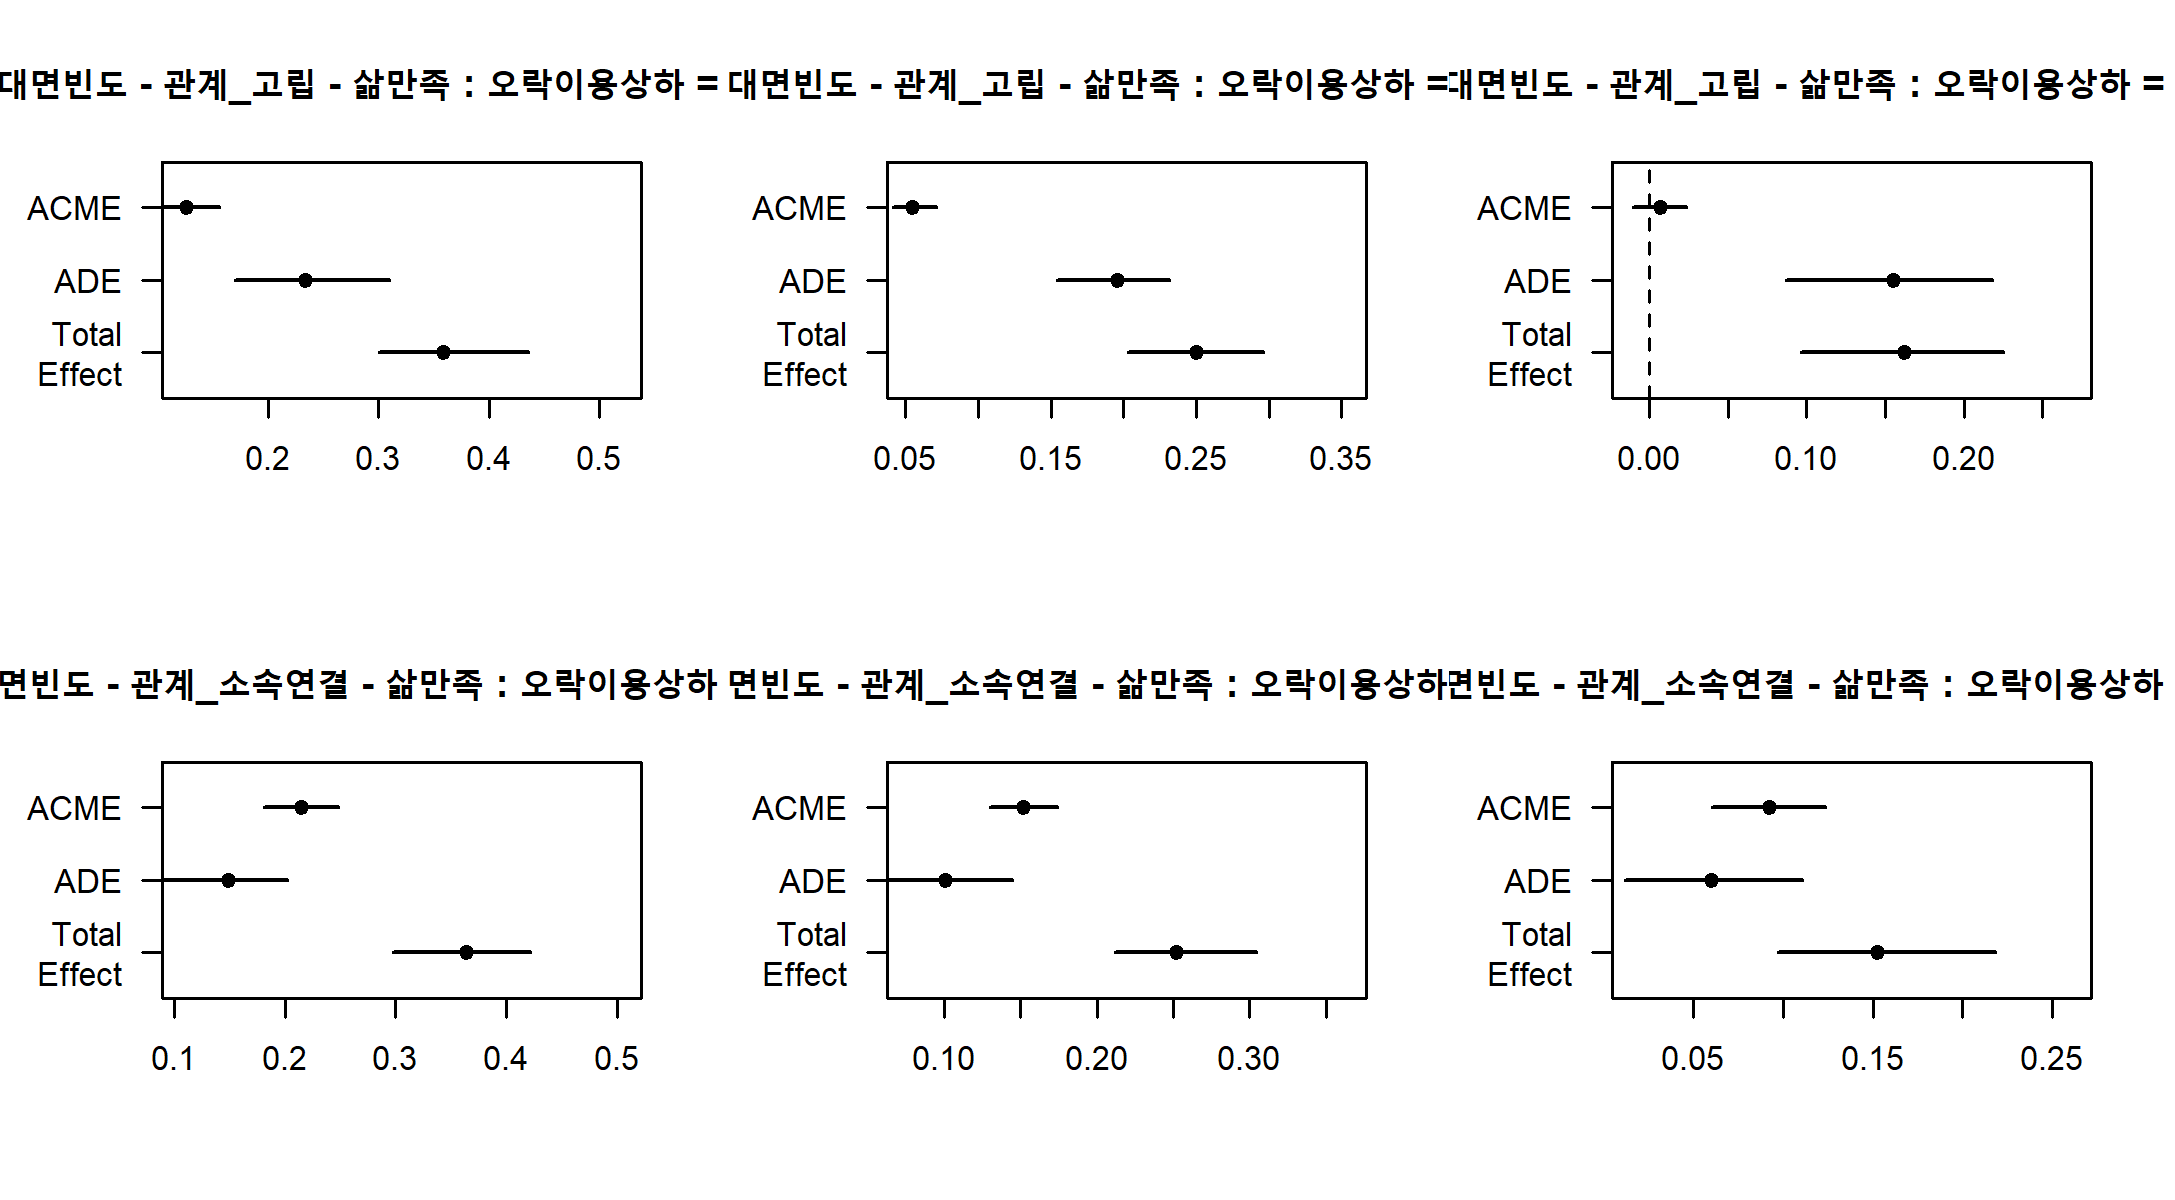 대면빈도 - 관계_고립 - 삶만족 : 오락이용상하 =
ACME
ADE
Total
Effect
0.2 0.3 0.4 0.5
대면빈도 - 관계_고립 - 삶만족 : 오락이용상하 =
ACME
ADE
Total
Effect
0.05 0.15 0.25 0.35
대면빈도 - 관계_고립 - 삶만족 : 오락이용상하 =
ACME
ADE
Total
Effect
0.00 0.10 0.20
면빈도 - 관계_소속연결 - 삶만족 : 오락이용상하
ACME
ADE
Total
Effect
0.1 0.2 0.3 0.4 0.5
면빈도 - 관계_소속연결 - 삶만족 : 오락이용상하
ACME
ADE
Total
Effect
0.10 0.20 0.30
면빈도 - 관계_소속연결 - 삶만족 : 오락이용상하
ACME
ADE
Total
Effect
0.05 0.15 0.25